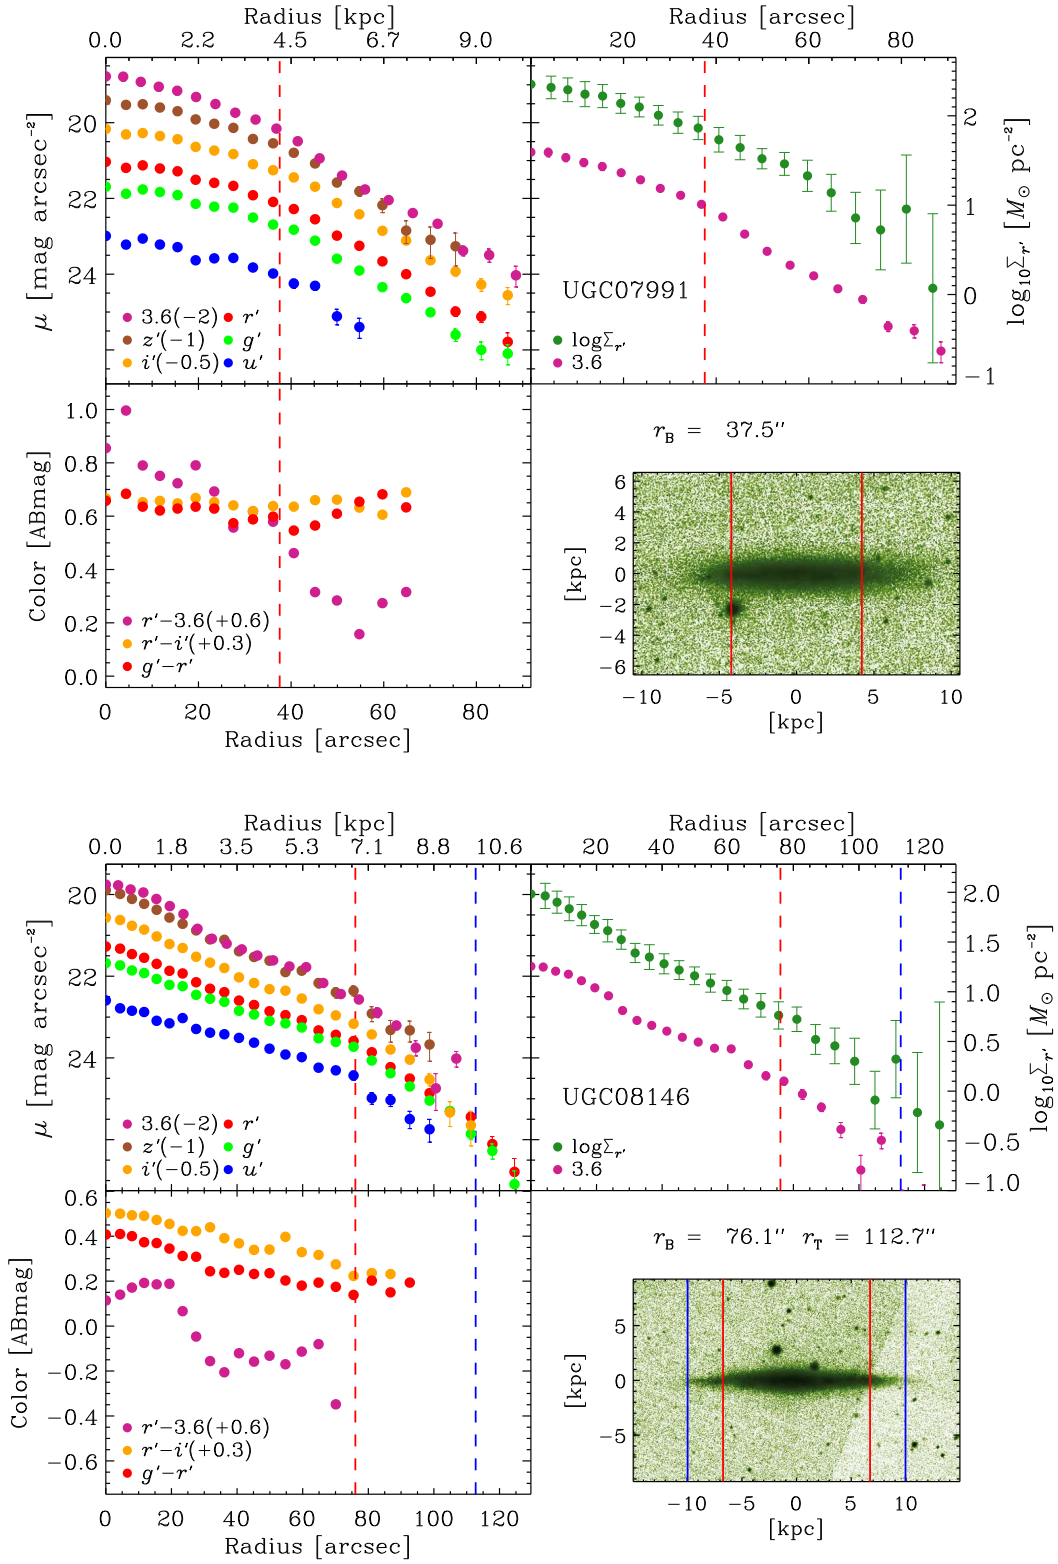 Radius [kpc] Radius [arcsec]
0.0 2.2 4.5 6.7 9.0 20 40 60 80
20 22 24
μ [mag arcsec⁻²]
2 1 0 −1
log₁₀Σr′ [M⊙ pc⁻²]
UGC07991
3.6(−2) r′
z′(−1) g′
i′(−0.5) u′
logΣr′
3.6
1.0 0.8 0.6 0.4 0.2 0.0
Color [ABmag]
r′−3.6(+0.6)
r′−i′(+0.3)
g′−r′
0 20 40 60 80
Radius [arcsec]
rB = 37.5″
6 4 2 0 −2 −4 −6
[kpc]
−10 −5 0 5 10
[kpc]
Radius [kpc] Radius [arcsec]
0.0 1.8 3.5 5.3 7.1 8.8 10.6 20 40 60 80 100 120
20 22 24
μ [mag arcsec⁻²]
2.0 1.5 1.0 0.5 0.0 −0.5 −1.0
log₁₀Σr′ [M⊙ pc⁻²]
UGC08146
3.6(−2) r′
z′(−1) g′
i′(−0.5) u′
logΣr′
3.6
0.6 0.4 0.2 0.0 −0.2 −0.4 −0.6
Color [ABmag]
r′−3.6(+0.6)
r′−i′(+0.3)
g′−r′
0 20 40 60 80 100 120
Radius [arcsec]
rB = 76.1″ rT = 112.7″
5 0 −5
[kpc]
−10 −5 0 5 10
[kpc]